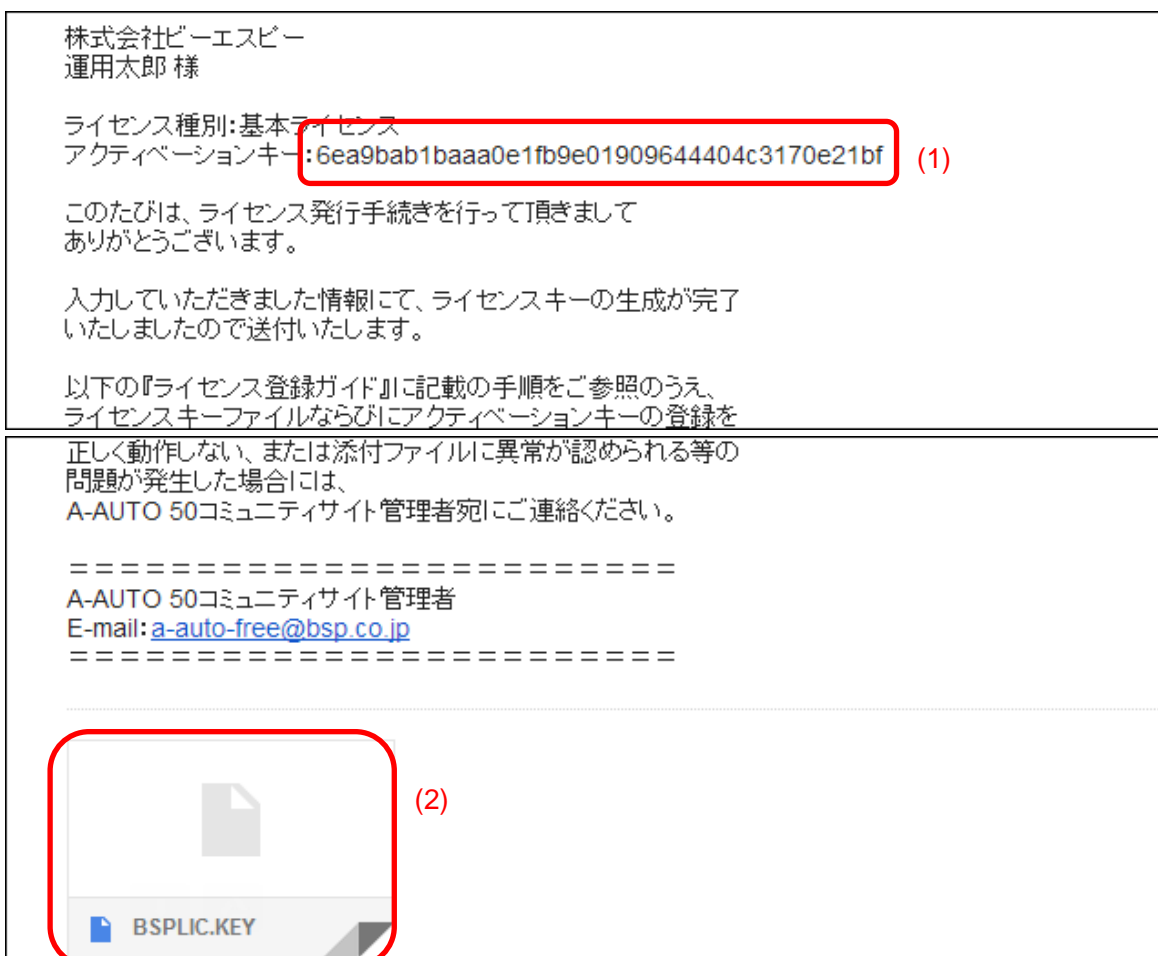 株式会社ビーエスピー
運用太郎 様
ライセンス種別：基本ライセンス
アクティベーションキー：6ea9bab1baaa0e1fb9e01909644404c3170e21bf
(1)
このたびは、ライセンス発行手続きを行って頂きまして
ありがとうございます。
入力していただきました情報にて、ライセンスキーの生成が完了
いたしましたので送付いたします。
以下の『ライセンス登録ガイド』に記載の手順をご参照のうえ、
ライセンスキーファイルならびにアクティベーションキーの登録を
正しく動作しない、または添付ファイルに異常が認められる等の
問題が発生した場合には、
A-AUTO 50コミュニティサイト管理者宛にご連絡ください。
＝＝＝＝＝＝＝＝＝＝＝＝＝＝＝＝＝＝＝＝＝＝＝＝
A-AUTO 50コミュニティサイト管理者
E-mail：a-auto-free@bsp.co.jp
＝＝＝＝＝＝＝＝＝＝＝＝＝＝＝＝＝＝＝＝＝＝＝＝
(2)
BSPLIC.KEY